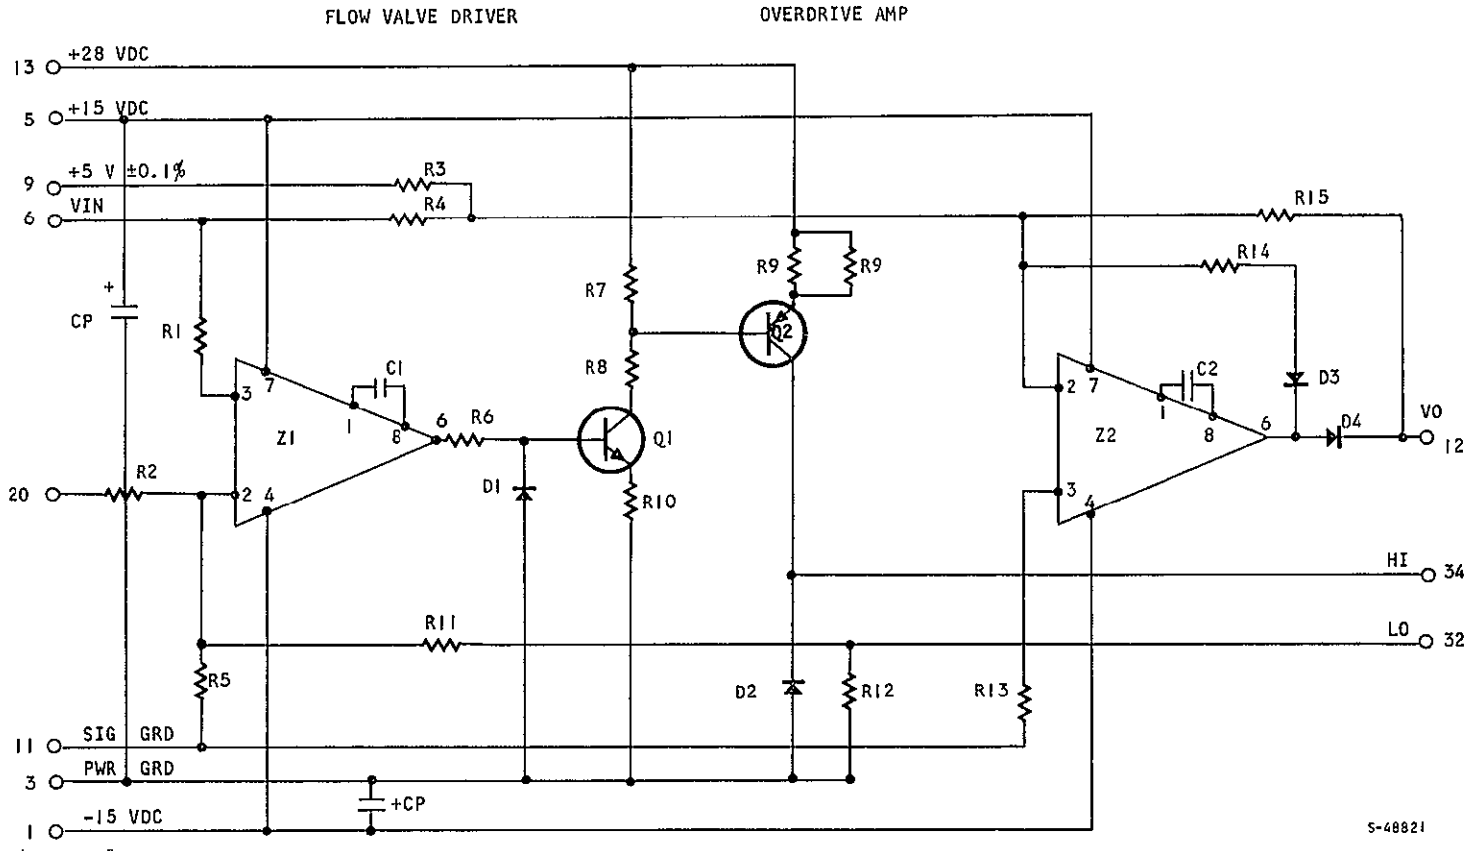 FLOW VALVE DRIVER
OVERDRIVE AMP
13 +28 VDC
5 +15 VDC
9 +5 V ±0.1%
R3
6 VIN
R4
R15
R14
R7
R9
R9
+
CP
R1
Q2
C1
R8
C2
D3
3
7
2
7
1
8
6
R6
Z1
Q1
1
8
6
Z2
D4
VO
12
20
R2
2
4
D1
R10
3
4
HI
34
R11
LO
32
R5
D2
R12
R13
11 SIG GRD
3 PWR GRD
+CP
1 -15 VDC
S-48821